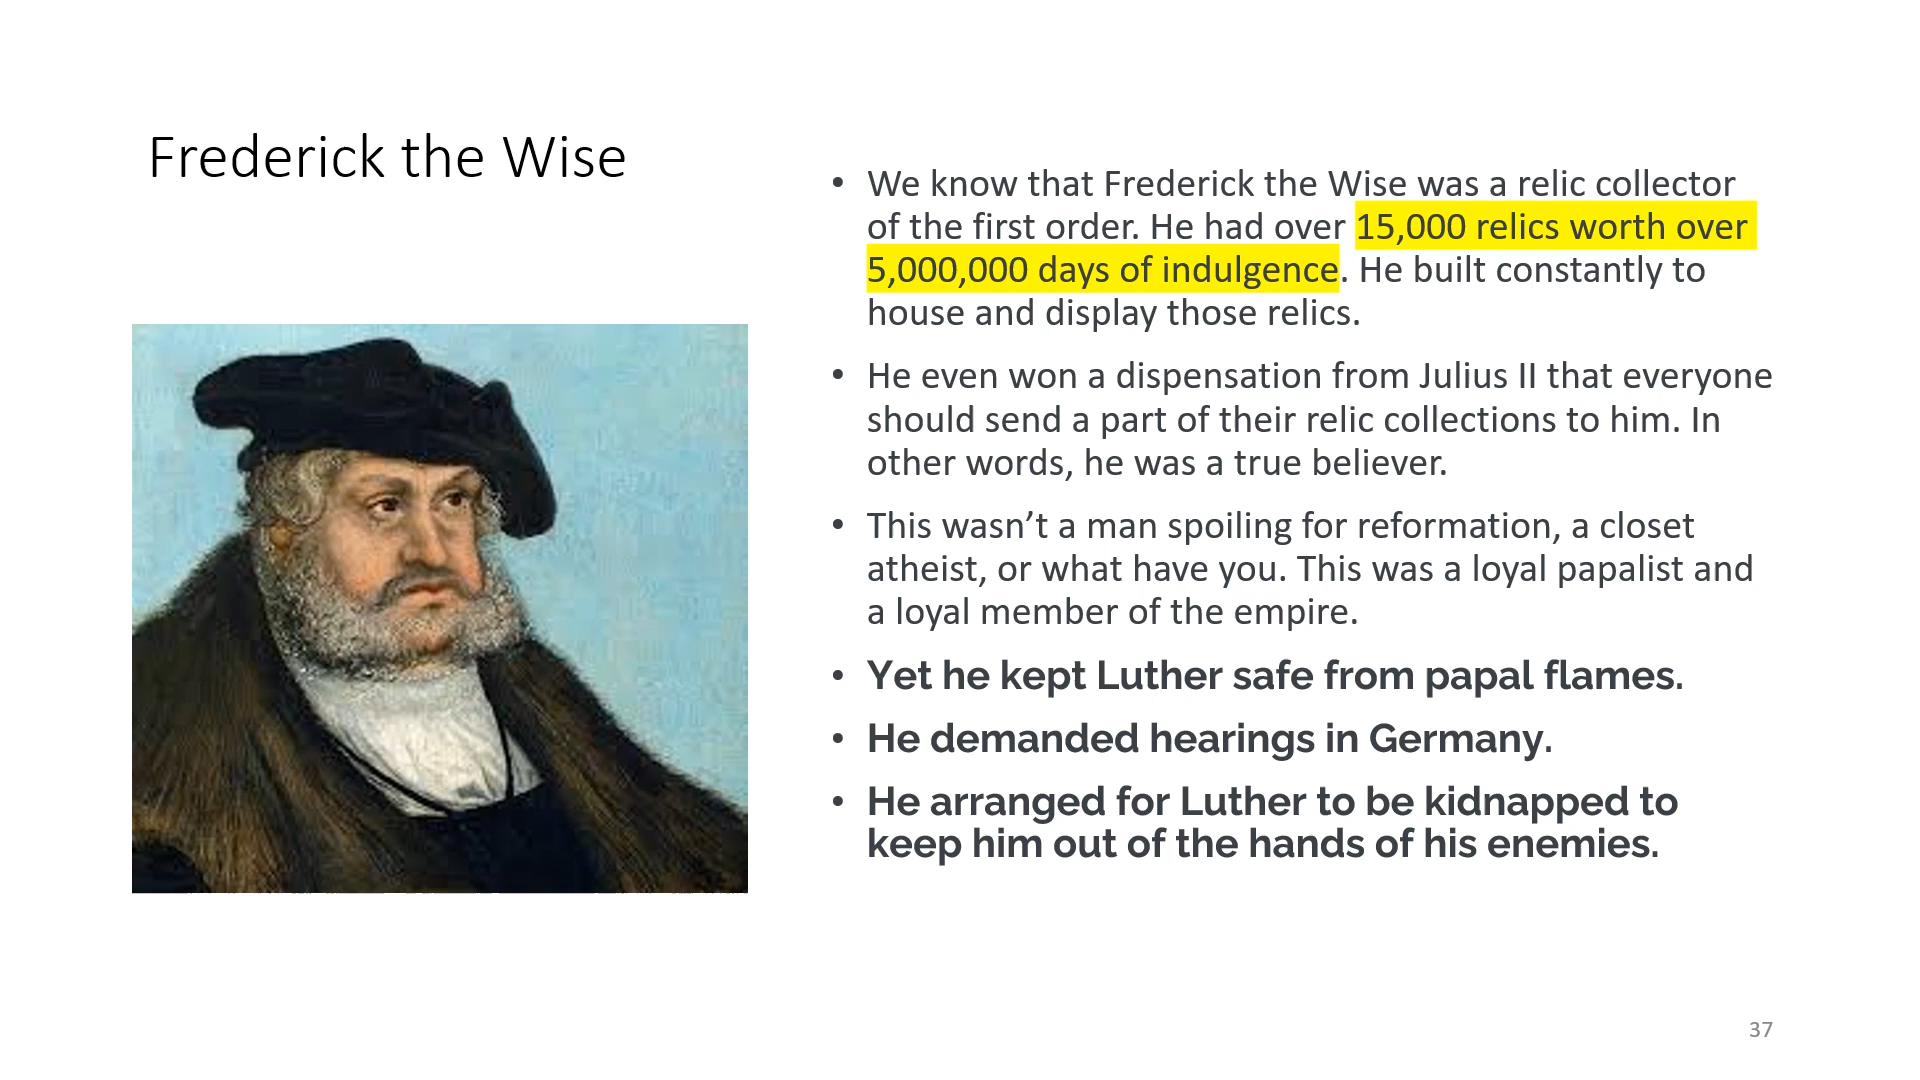 Frederick the Wise
• We know that Frederick the Wise was a relic collector
of the first order. He had over 15,000 relics worth over
5,000,000 days of indulgence. He built constantly to
house and display those relics.
• He even won a dispensation from Julius II that everyone
should send a part of their relic collections to him. In
other words, he was a true believer.
• This wasn’t a man spoiling for reformation, a closet
atheist, or what have you. This was a loyal papalist and
a loyal member of the empire.
• Yet he kept Luther safe from papal flames.
• He demanded hearings in Germany.
• He arranged for Luther to be kidnapped to
keep him out of the hands of his enemies.
37